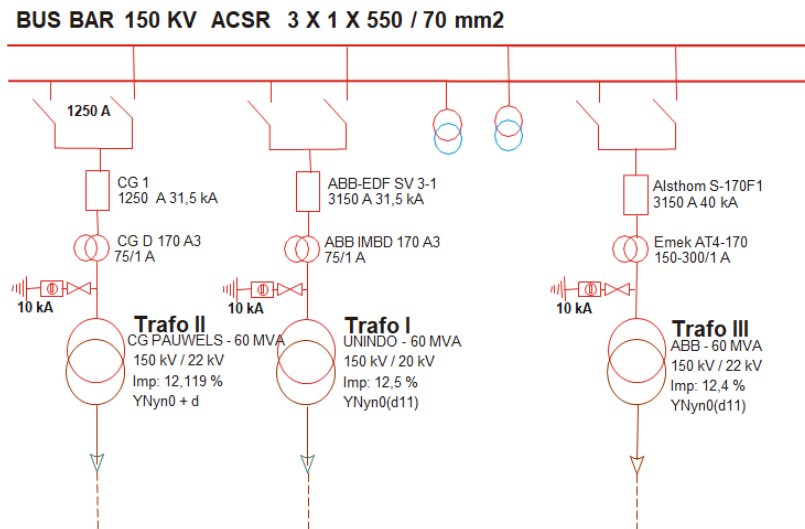 BUS BAR 150 KV ACSR 3 X 1 X 550 / 70 mm2
1250 A
CG 1
1250 A 31,5 kA
CG D 170 A3
75/1 A
10 kA
Trafo II
CG PAUWELS - 60 MVA
150 kV / 22 kV
Imp: 12,119 %
YNyn0 + d
ABB-EDF SV 3-1
3150 A 31,5 kA
ABB IMBD 170 A3
75/1 A
10 kA
Trafo I
UNINDO - 60 MVA
150 kV / 20 kV
Imp: 12,5 %
YNyn0(d11)
Alsthom S-170F1
3150 A 40 kA
Emek AT4-170
150-300/1 A
10 kA
Trafo III
ABB - 60 MVA
150 kV / 22 kV
Imp: 12,4 %
YNyn0(d11)